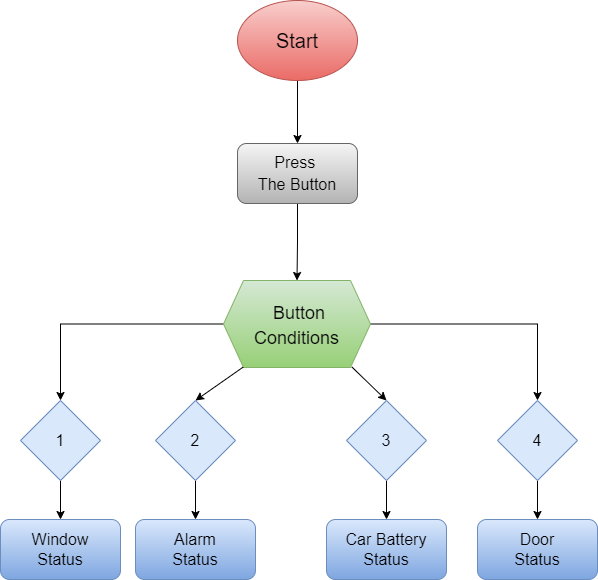 Start
Press
The Button
Button
Conditions
1
2
3
4
Window
Status
Alarm
Status
Car Battery
Status
Door
Status